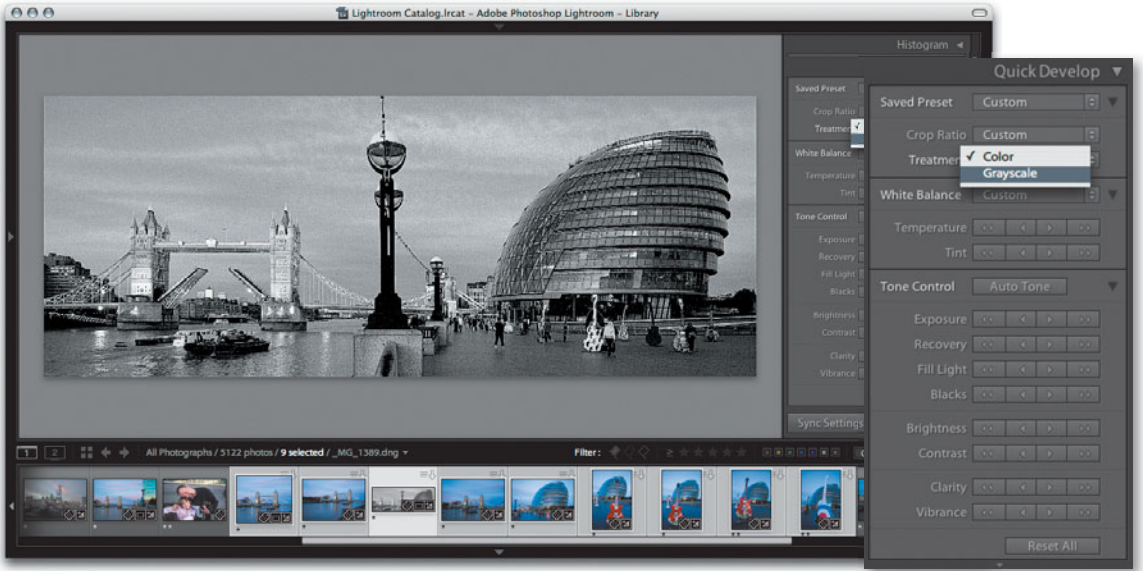 Lightroom Catalog.lrcat – Adobe Photoshop Lightroom – Library
Histogram
Saved Preset
Crop Ratio
White Balance
Temperature
Tint
Tone Control
Exposure
Recovery
Fill Light
Blacks
Brightness
Contrast
Clarity
Vibrance
Sync Settings
Quick Develop
Saved Preset Custom
Crop Ratio Custom
Color
Grayscale
White Balance Custom
Temperature
Tint
Tone Control Auto Tone
Exposure
Recovery
Fill Light
Blacks
Brightness
Contrast
Clarity
Vibrance
Reset All
1 2 All Photographs / 5122 photos / 9 selected / _MG_1389.dng Filter :